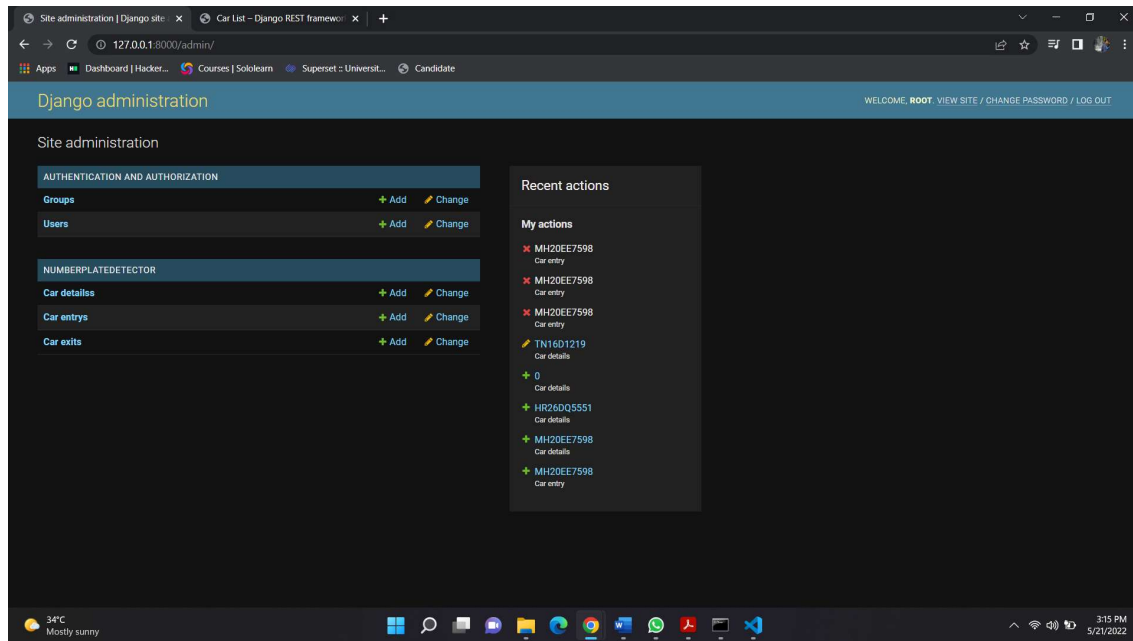 Site administration | Django site
Car List – Django REST framewor
127.0.0.1:8000/admin/
Apps
Dashboard | Hacker...
Courses | Sololearn
Superset :: Universit...
Candidate
Django administration
WELCOME, ROOT. VIEW SITE / CHANGE PASSWORD / LOG OUT
Site administration
AUTHENTICATION AND AUTHORIZATION
Groups Add Change
Users Add Change
NUMBERPLATEDETECTOR
Car detailss Add Change
Car entrys Add Change
Car exits Add Change
Recent actions
My actions
MH20EE7598
Car entry
MH20EE7598
Car entry
MH20EE7598
Car entry
TN16D1219
Car details
0
Car details
HR26DQ5551
Car details
MH20EE7598
Car details
MH20EE7598
Car entry
34°C
Mostly sunny
3:15 PM
5/21/2022